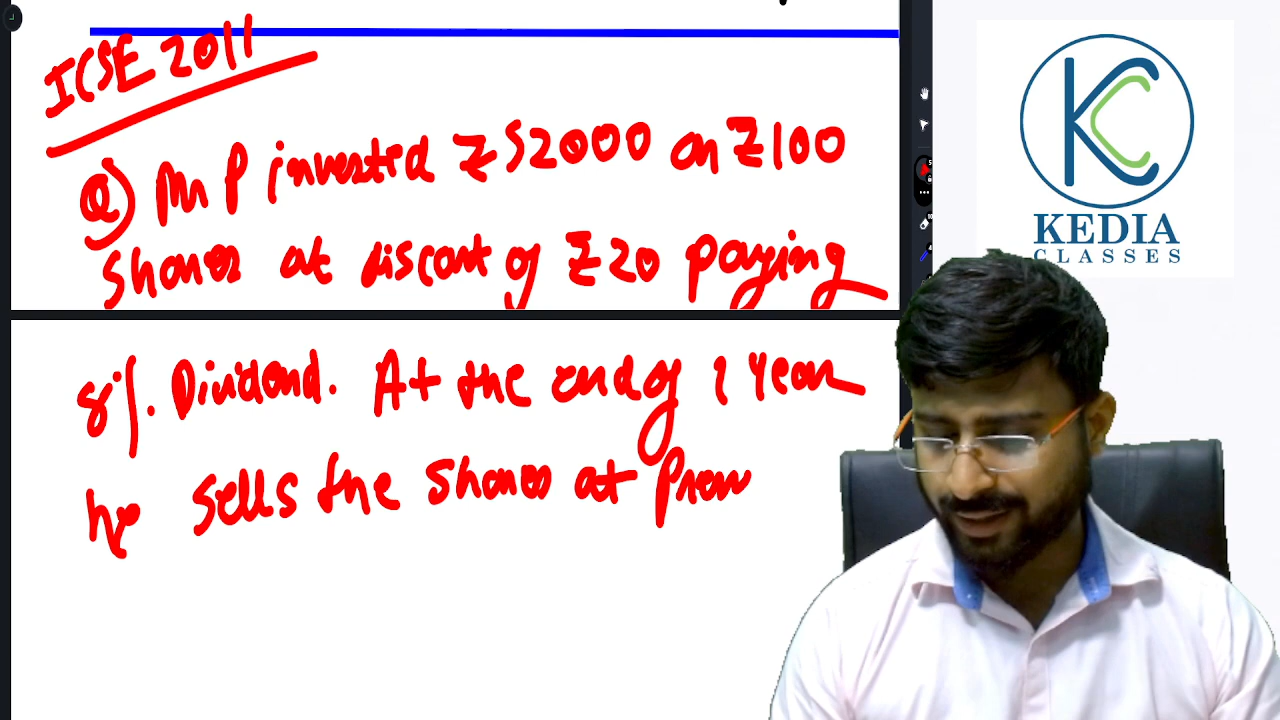 ICSE 2011
Q) Mr P invested ₹52000 on ₹100
shares at discount of ₹20 paying
8% Dividend. At the end of 1 Year
he sells the shares at Prem
KEDIA
CLASSES